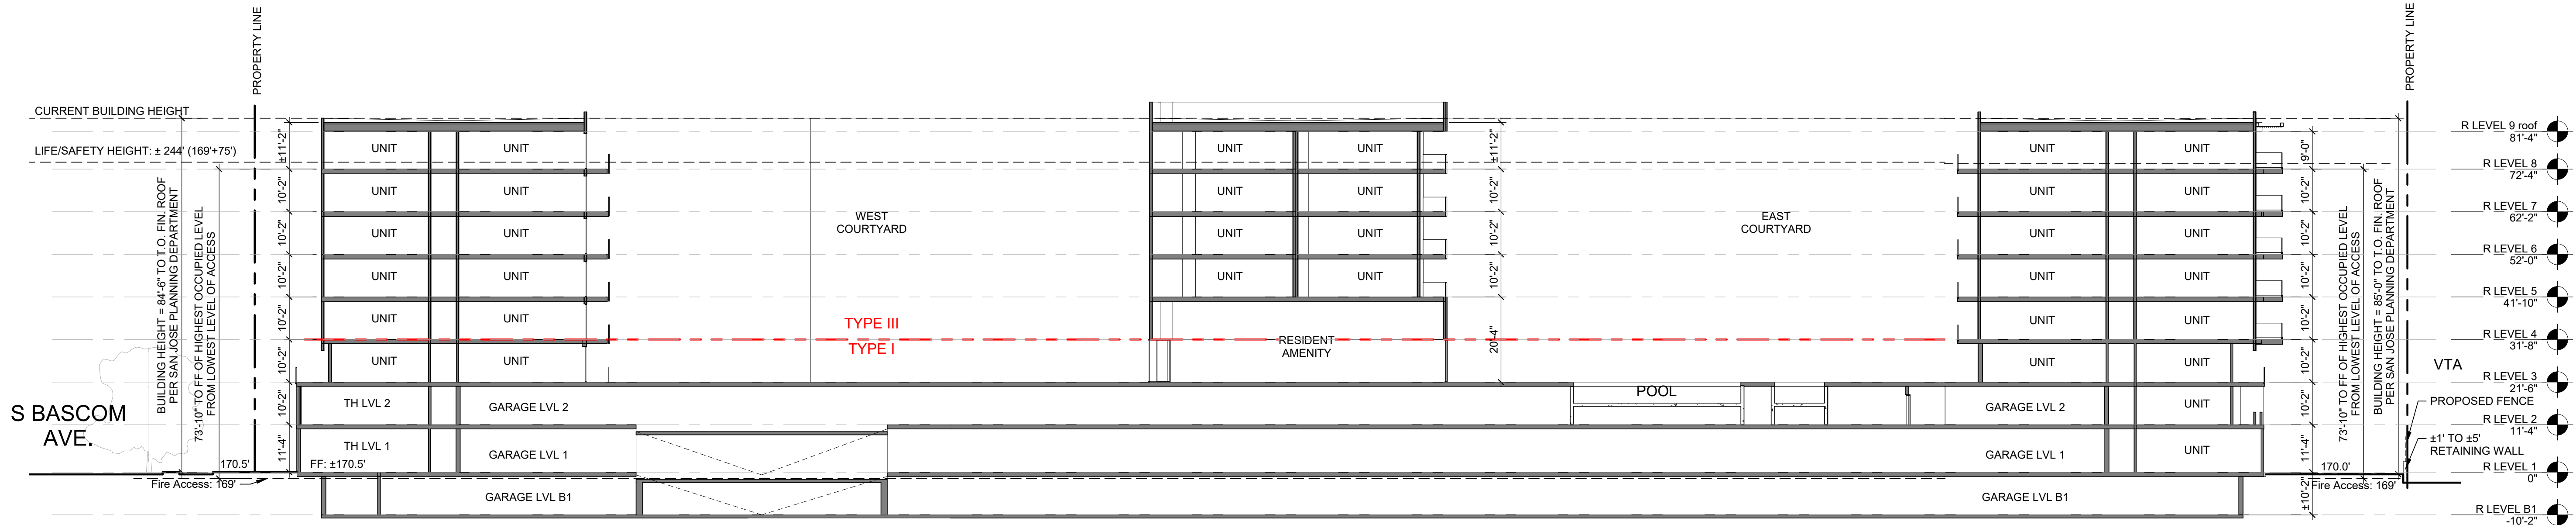 PROPERTY LINE
PROPERTY LINE
CURRENT BUILDING HEIGHT
LIFE/SAFETY HEIGHT: ± 244' (169'+75')
BUILDING HEIGHT = 84'-6" TO T.O. FIN. ROOF
PER SAN JOSE PLANNING DEPARTMENT
73'-10" TO FF OF HIGHEST OCCUPIED LEVEL
FROM LOWEST LEVEL OF ACCESS
±11'-2"
10'-2"
10'-2"
10'-2"
10'-2"
10'-2"
10'-2"
11'-4"
S BASCOM
AVE.
170.5'
Fire Access: 169'
FF: ±170.5'
UNIT
UNIT
UNIT
UNIT
UNIT
UNIT
UNIT
UNIT
UNIT
UNIT
UNIT
UNIT
TH LVL 2
GARAGE LVL 2
TH LVL 1
GARAGE LVL 1
GARAGE LVL B1
WEST
COURTYARD
TYPE III
TYPE I
UNIT
UNIT
UNIT
UNIT
UNIT
UNIT
UNIT
UNIT
RESIDENT
AMENITY
±11'-2"
10'-2"
10'-2"
10'-2"
20'-4"
EAST
COURTYARD
POOL
UNIT
UNIT
UNIT
UNIT
UNIT
UNIT
UNIT
UNIT
UNIT
UNIT
UNIT
UNIT
GARAGE LVL 2
UNIT
GARAGE LVL 1
UNIT
GARAGE LVL B1
9'-0"
10'-2"
10'-2"
10'-2"
10'-2"
10'-2"
10'-2"
11'-4"
±10'-2"
73'-10" TO FF OF HIGHEST OCCUPIED LEVEL
FROM LOWEST LEVEL OF ACCESS
BUILDING HEIGHT = 85'-0" TO T.O. FIN. ROOF
PER SAN JOSE PLANNING DEPARTMENT
170.0'
Fire Access: 169'
VTA
PROPOSED FENCE
±1' TO ±5'
RETAINING WALL
R LEVEL 9 roof
81'-4"
R LEVEL 8
72'-4"
R LEVEL 7
62'-2"
R LEVEL 6
52'-0"
R LEVEL 5
41'-10"
R LEVEL 4
31'-8"
R LEVEL 3
21'-6"
R LEVEL 2
11'-4"
R LEVEL 1
0"
R LEVEL B1
-10'-2"